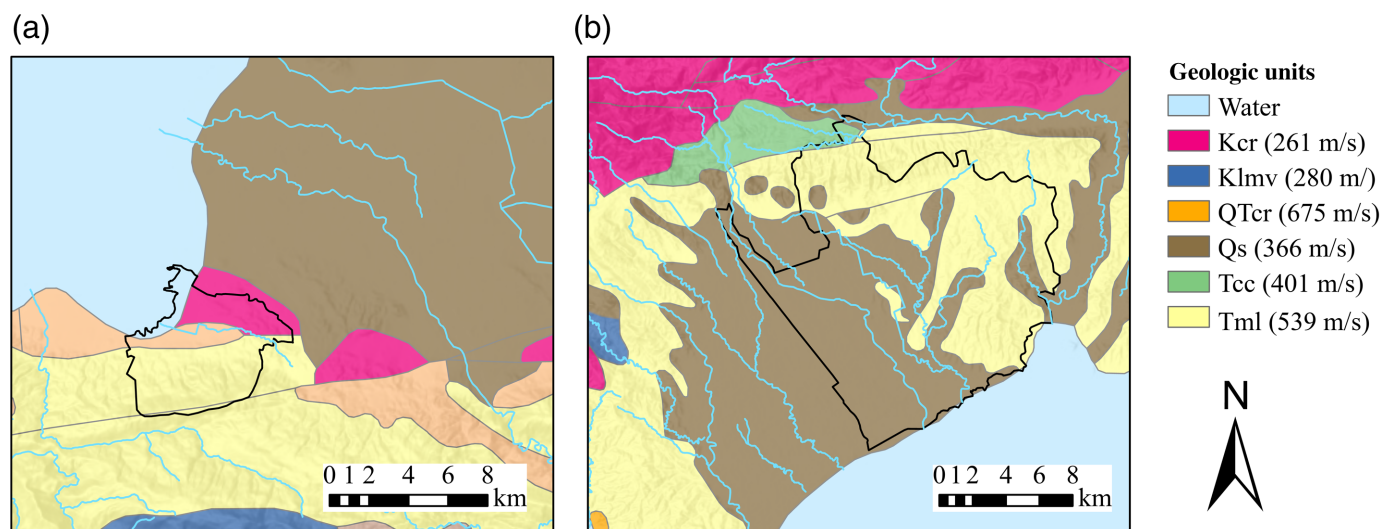 (a)
(b)
Geologic units
Water
Kcr (261 m/s)
Klmv (280 m/)
QTcr (675 m/s)
Qs (366 m/s)
Tcc (401 m/s)
Tml (539 m/s)
N
0 1 2 4 6 8
km
0 1 2 4 6 8
km